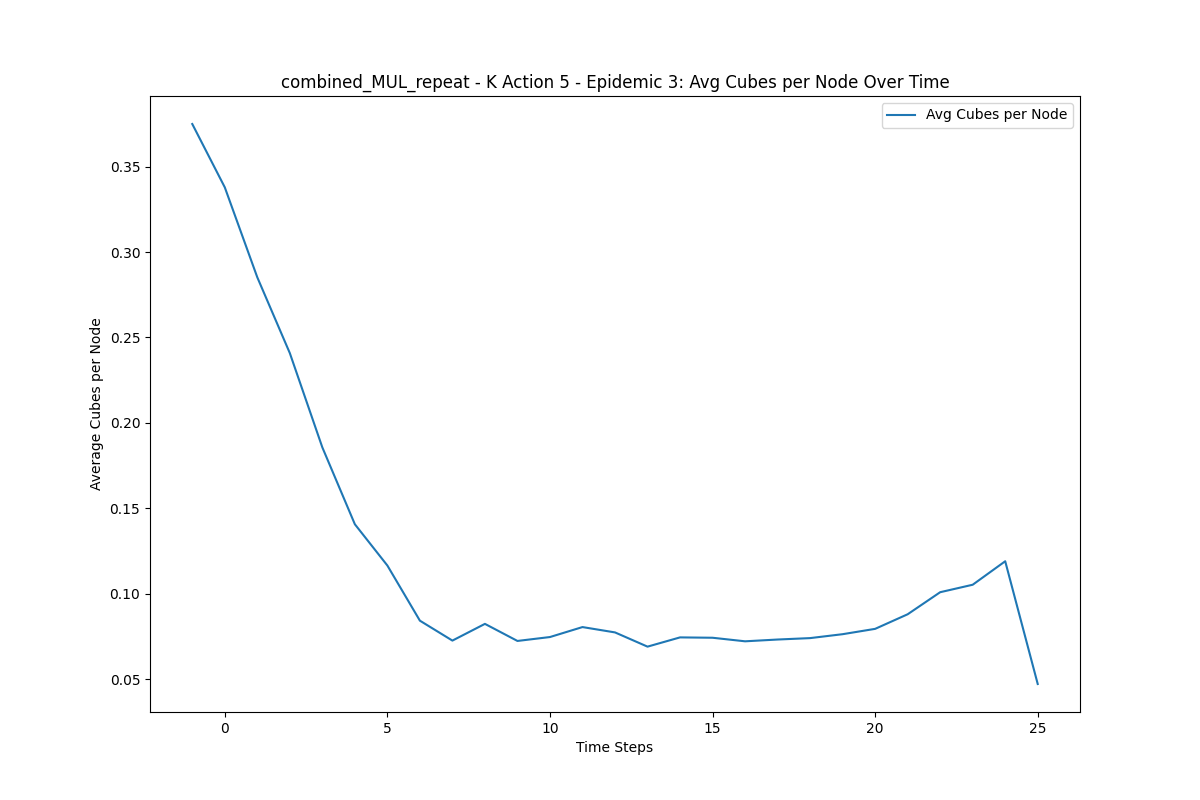 combined_MUL_repeat - K Action 5 - Epidemic 3: Avg Cubes per Node Over Time
Avg Cubes per Node
0.35
0.30
0.25
0.20
0.15
0.10
0.05
Average Cubes per Node
0 5 10 15 20 25
Time Steps